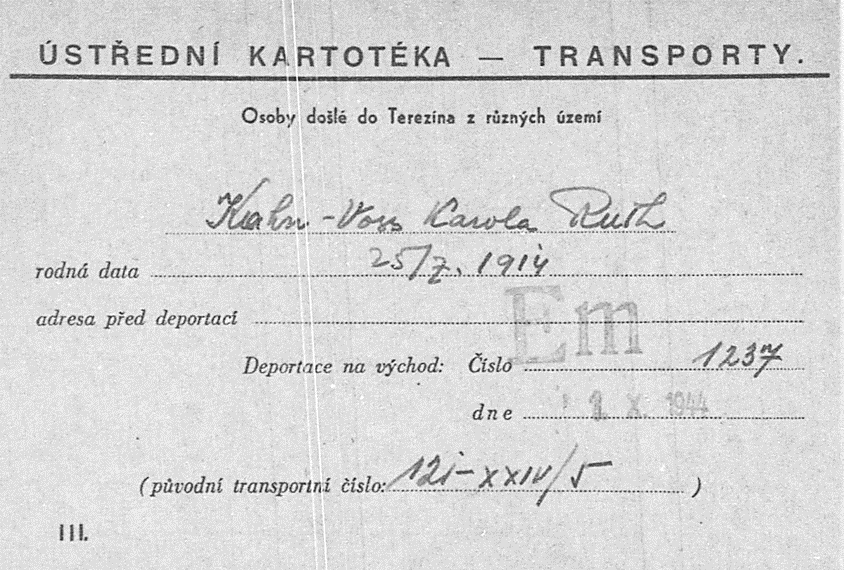 ÚSTŘEDNÍ KARTOTÉKA — TRANSPORTY.
Osoby došlé do Terezína z různých území
Kahn-Voss Karola Ruth
rodná data 25/7. 1914
adresa před deportací
Em
Deportace na východ: Číslo 1237
dne 1. X. 1944
(původní transportní číslo: 121-XXIV/5)
III.